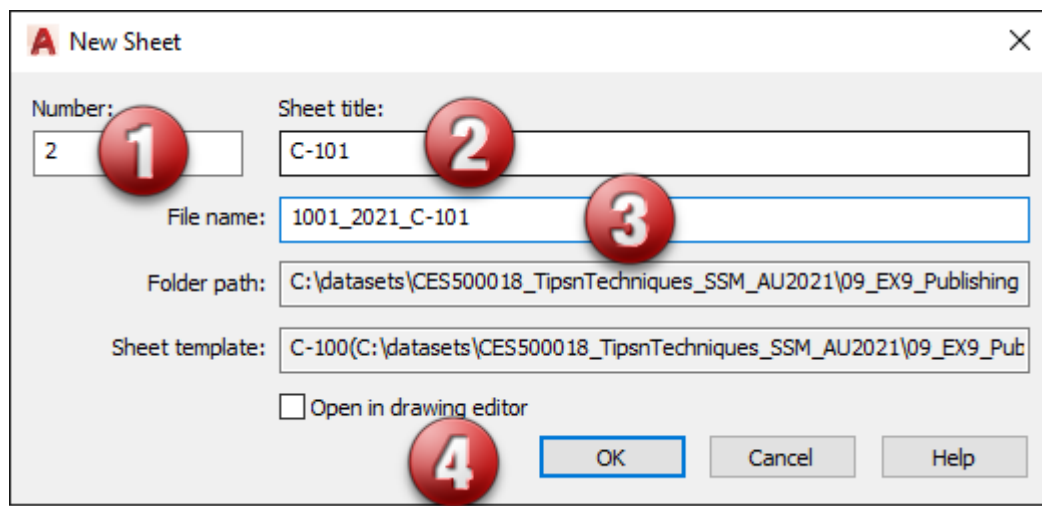 New Sheet
Number: Sheet title:
2 1 C-101 2
File name: 1001_2021_C-101 3
Folder path: C:\datasets\CES500018_TipsnTechniques_SSM_AU2021\09_EX9_Publishing
Sheet template: C-100(C:\datasets\CES500018_TipsnTechniques_SSM_AU2021\09_EX9_Pub
Open in drawing editor
4 OK Cancel Help